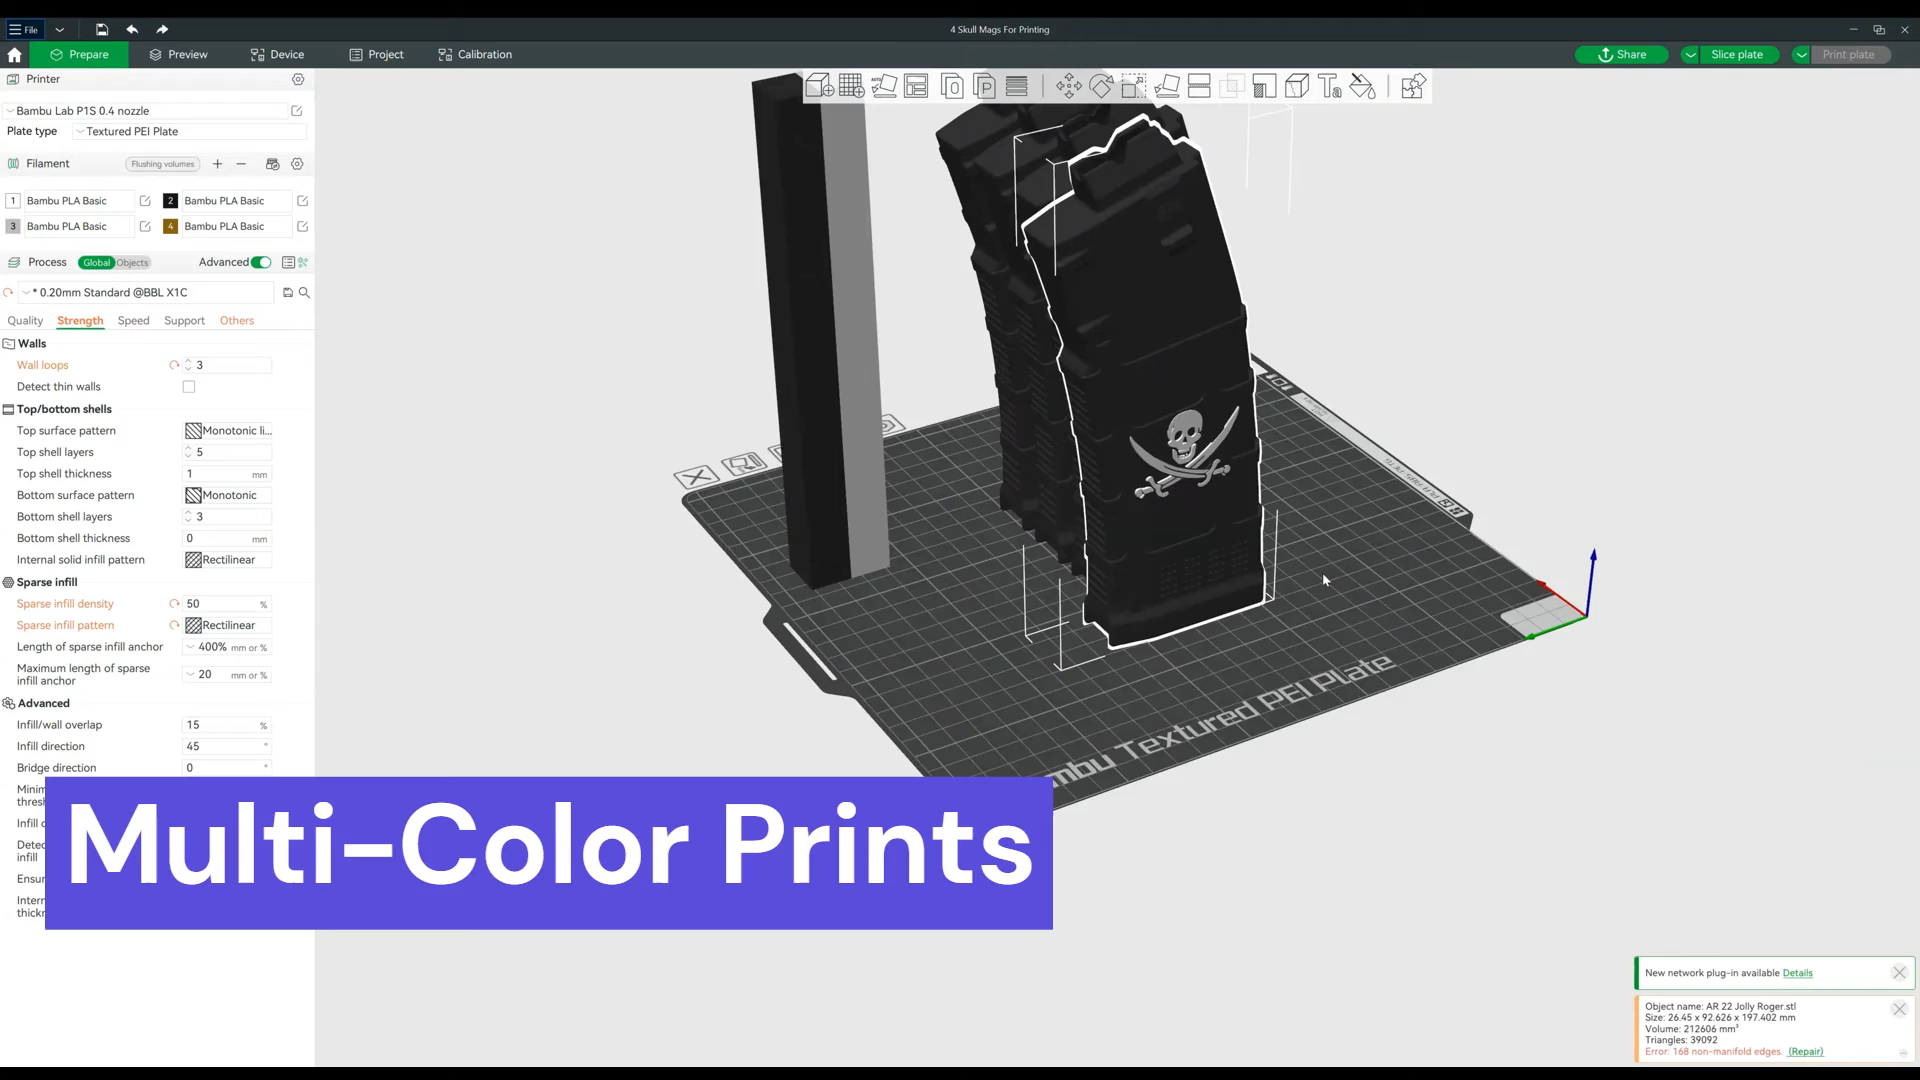 File
4 Skull Mags For Printing
Prepare
Preview
Device
Project
Calibration
Share
Slice plate
Print plate
Printer
Bambu Lab P1S 0.4 nozzle
Plate type
Textured PEI Plate
Filament
Flushing volumes
1 Bambu PLA Basic
2 Bambu PLA Basic
3 Bambu PLA Basic
4 Bambu PLA Basic
Process
Global
Objects
Advanced
* 0.20mm Standard @BBL X1C
Quality
Strength
Speed
Support
Others
Walls
Wall loops 3
Detect thin walls
Top/bottom shells
Top surface pattern Monotonic li...
Top shell layers 5
Top shell thickness 1 mm
Bottom surface pattern Monotonic
Bottom shell layers 3
Bottom shell thickness 0 mm
Internal solid infill pattern Rectilinear
Sparse infill
Sparse infill density 50 %
Sparse infill pattern Rectilinear
Length of sparse infill anchor 400% mm or %
Maximum length of sparse
infill anchor 20 mm or %
Advanced
Infill/wall overlap 15 %
Infill direction 45 °
Bridge direction 0 °
Multi-Color Prints
mbu Textured PEI Plate
New network plug-in available Details
Object name: AR 22 Jolly Roger.stl
Size: 26.45 x 92.626 x 197.402 mm
Volume: 212606 mm³
Triangles: 39092
Error: 168 non-manifold edges. (Repair)